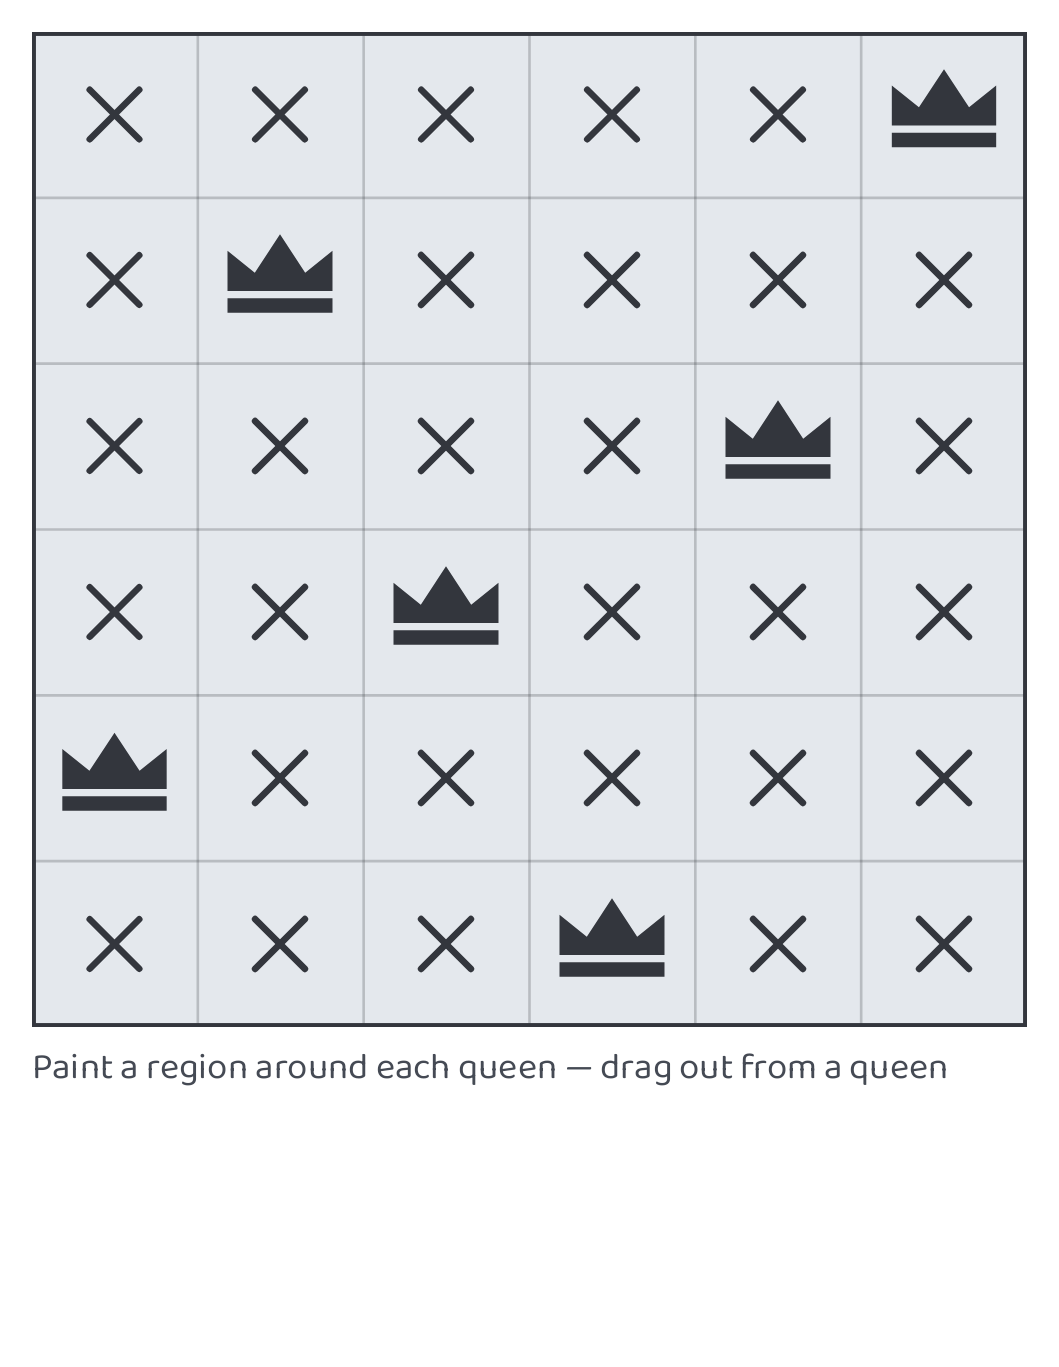 Paint a region around each queen — drag out from a queen